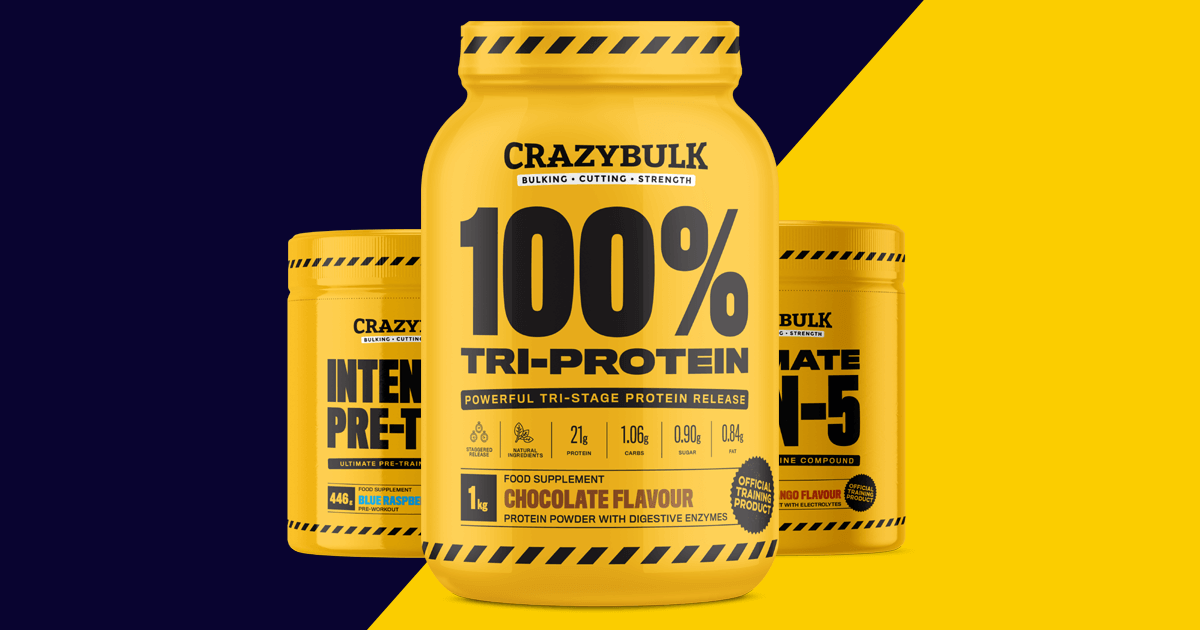 CRAZYBULK
BULKING • CUTTING • STRENGTH
100%
TRI-PROTEIN
POWERFUL TRI-STAGE PROTEIN RELEASE
STAGGERED
RELEASE
NATURAL
INGREDIENTS
21g
PROTEIN
1.06g
CARBS
0.90g
SUGAR
0.84g
FAT
1kg
FOOD SUPPLEMENT
CHOCOLATE FLAVOUR
PROTEIN POWDER WITH DIGESTIVE ENZYMES
OFFICIAL
TRAINING
PRODUCT
CRAZYB
BULKING • CUTTING
INTEN
PRE-T
ULTIMATE PRE-TRAIN
446g
FOOD SUPPLEMENT
BLUE RASPBE
PRE-WORKOUT
BULK
G • STRENGTH
MATE
-5
INE COMPOUND
NGO FLAVOUR
T WITH ELECTROLYTES
OFFICIAL
TRAINING
PRODUCT